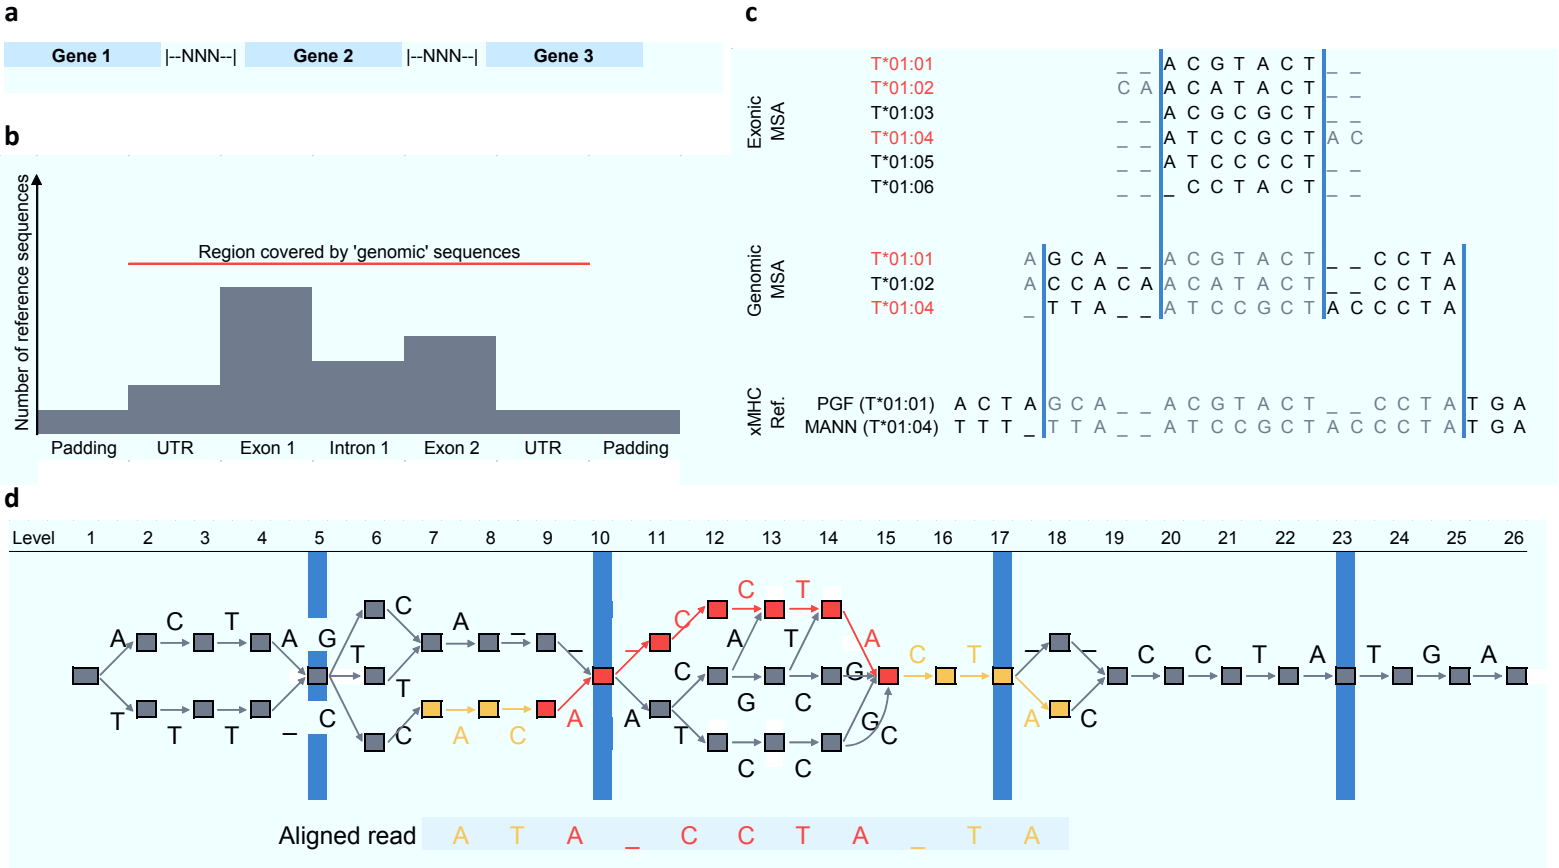 a
Gene 1 |--NNN--| Gene 2 |--NNN--| Gene 3
b
Number of reference sequences
Region covered by 'genomic' sequences
Padding UTR Exon 1 Intron 1 Exon 2 UTR Padding
c
Exonic
MSA
T*01:01 _ _ A C G T A C T _ _
T*01:02 C A A C A T A C T _ _
T*01:03 _ _ A C G C G C T _ _
T*01:04 _ _ A T C C G C T A C
T*01:05 _ _ A T C C C C T _ _
T*01:06 _ _ _ C C T A C T _ _
Genomic
MSA
T*01:01 A G C A _ _ A C G T A C T _ _ C C T A
T*01:02 A C C A C A A C A T A C T _ _ C C T A
T*01:04 _ T T A _ _ A T C C G C T A C C C T A
xMHC
Ref.
PGF (T*01:01) A C T A G C A _ _ A C G T A C T _ _ C C T A T G A
MANN (T*01:04) T T T _ T T A _ _ A T C C G C T A C C C T A T G A
d
Level 1 2 3 4 5 6 7 8 9 10 11 12 13 14 15 16 17 18 19 20 21 22 23 24 25 26
C T
C A C T A G A _ _ _ C T A T A C T _ _ C C T A T G A
T T C G
T T T _ C C A C A A T G C G C A C
C C
Aligned read A T A _ C C T A _ T A